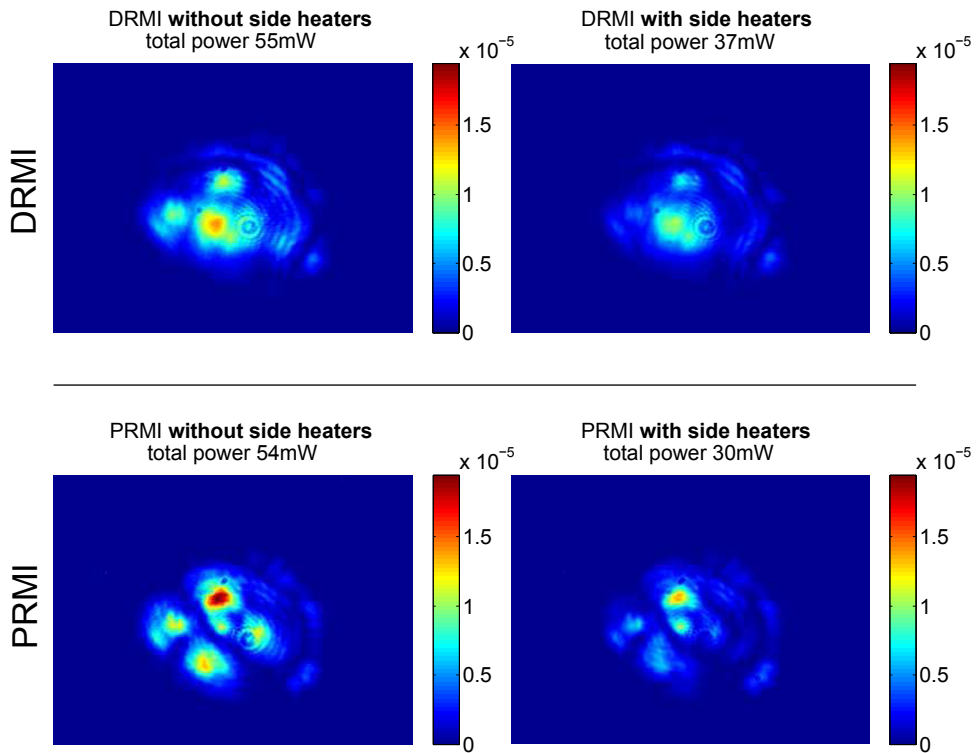 DRMI without side heaters
total power 55mW
x 10⁻⁵
1.5
1
0.5
0
DRMI with side heaters
total power 37mW
x 10⁻⁵
1.5
1
0.5
0
DRMI
PRMI without side heaters
total power 54mW
x 10⁻⁵
1.5
1
0.5
0
PRMI with side heaters
total power 30mW
x 10⁻⁵
1.5
1
0.5
0
PRMI